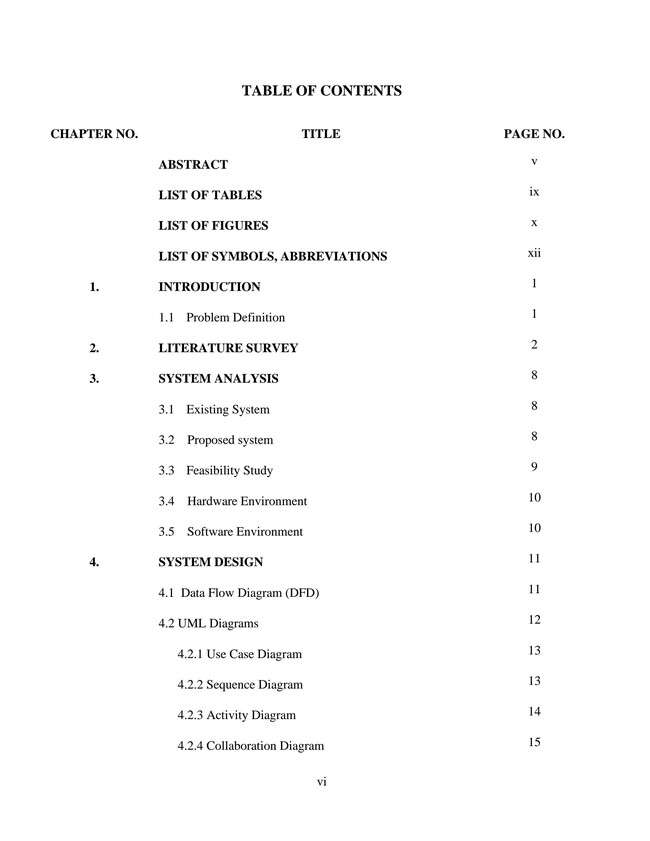 TABLE OF CONTENTS
CHAPTER NO. TITLE PAGE NO.
ABSTRACT v
LIST OF TABLES ix
LIST OF FIGURES x
LIST OF SYMBOLS, ABBREVIATIONS xii
1. INTRODUCTION 1
1.1 Problem Definition 1
2. LITERATURE SURVEY 2
3. SYSTEM ANALYSIS 8
3.1 Existing System 8
3.2 Proposed system 8
3.3 Feasibility Study 9
3.4 Hardware Environment 10
3.5 Software Environment 10
4. SYSTEM DESIGN 11
4.1 Data Flow Diagram (DFD) 11
4.2 UML Diagrams 12
4.2.1 Use Case Diagram 13
4.2.2 Sequence Diagram 13
4.2.3 Activity Diagram 14
4.2.4 Collaboration Diagram 15
vi